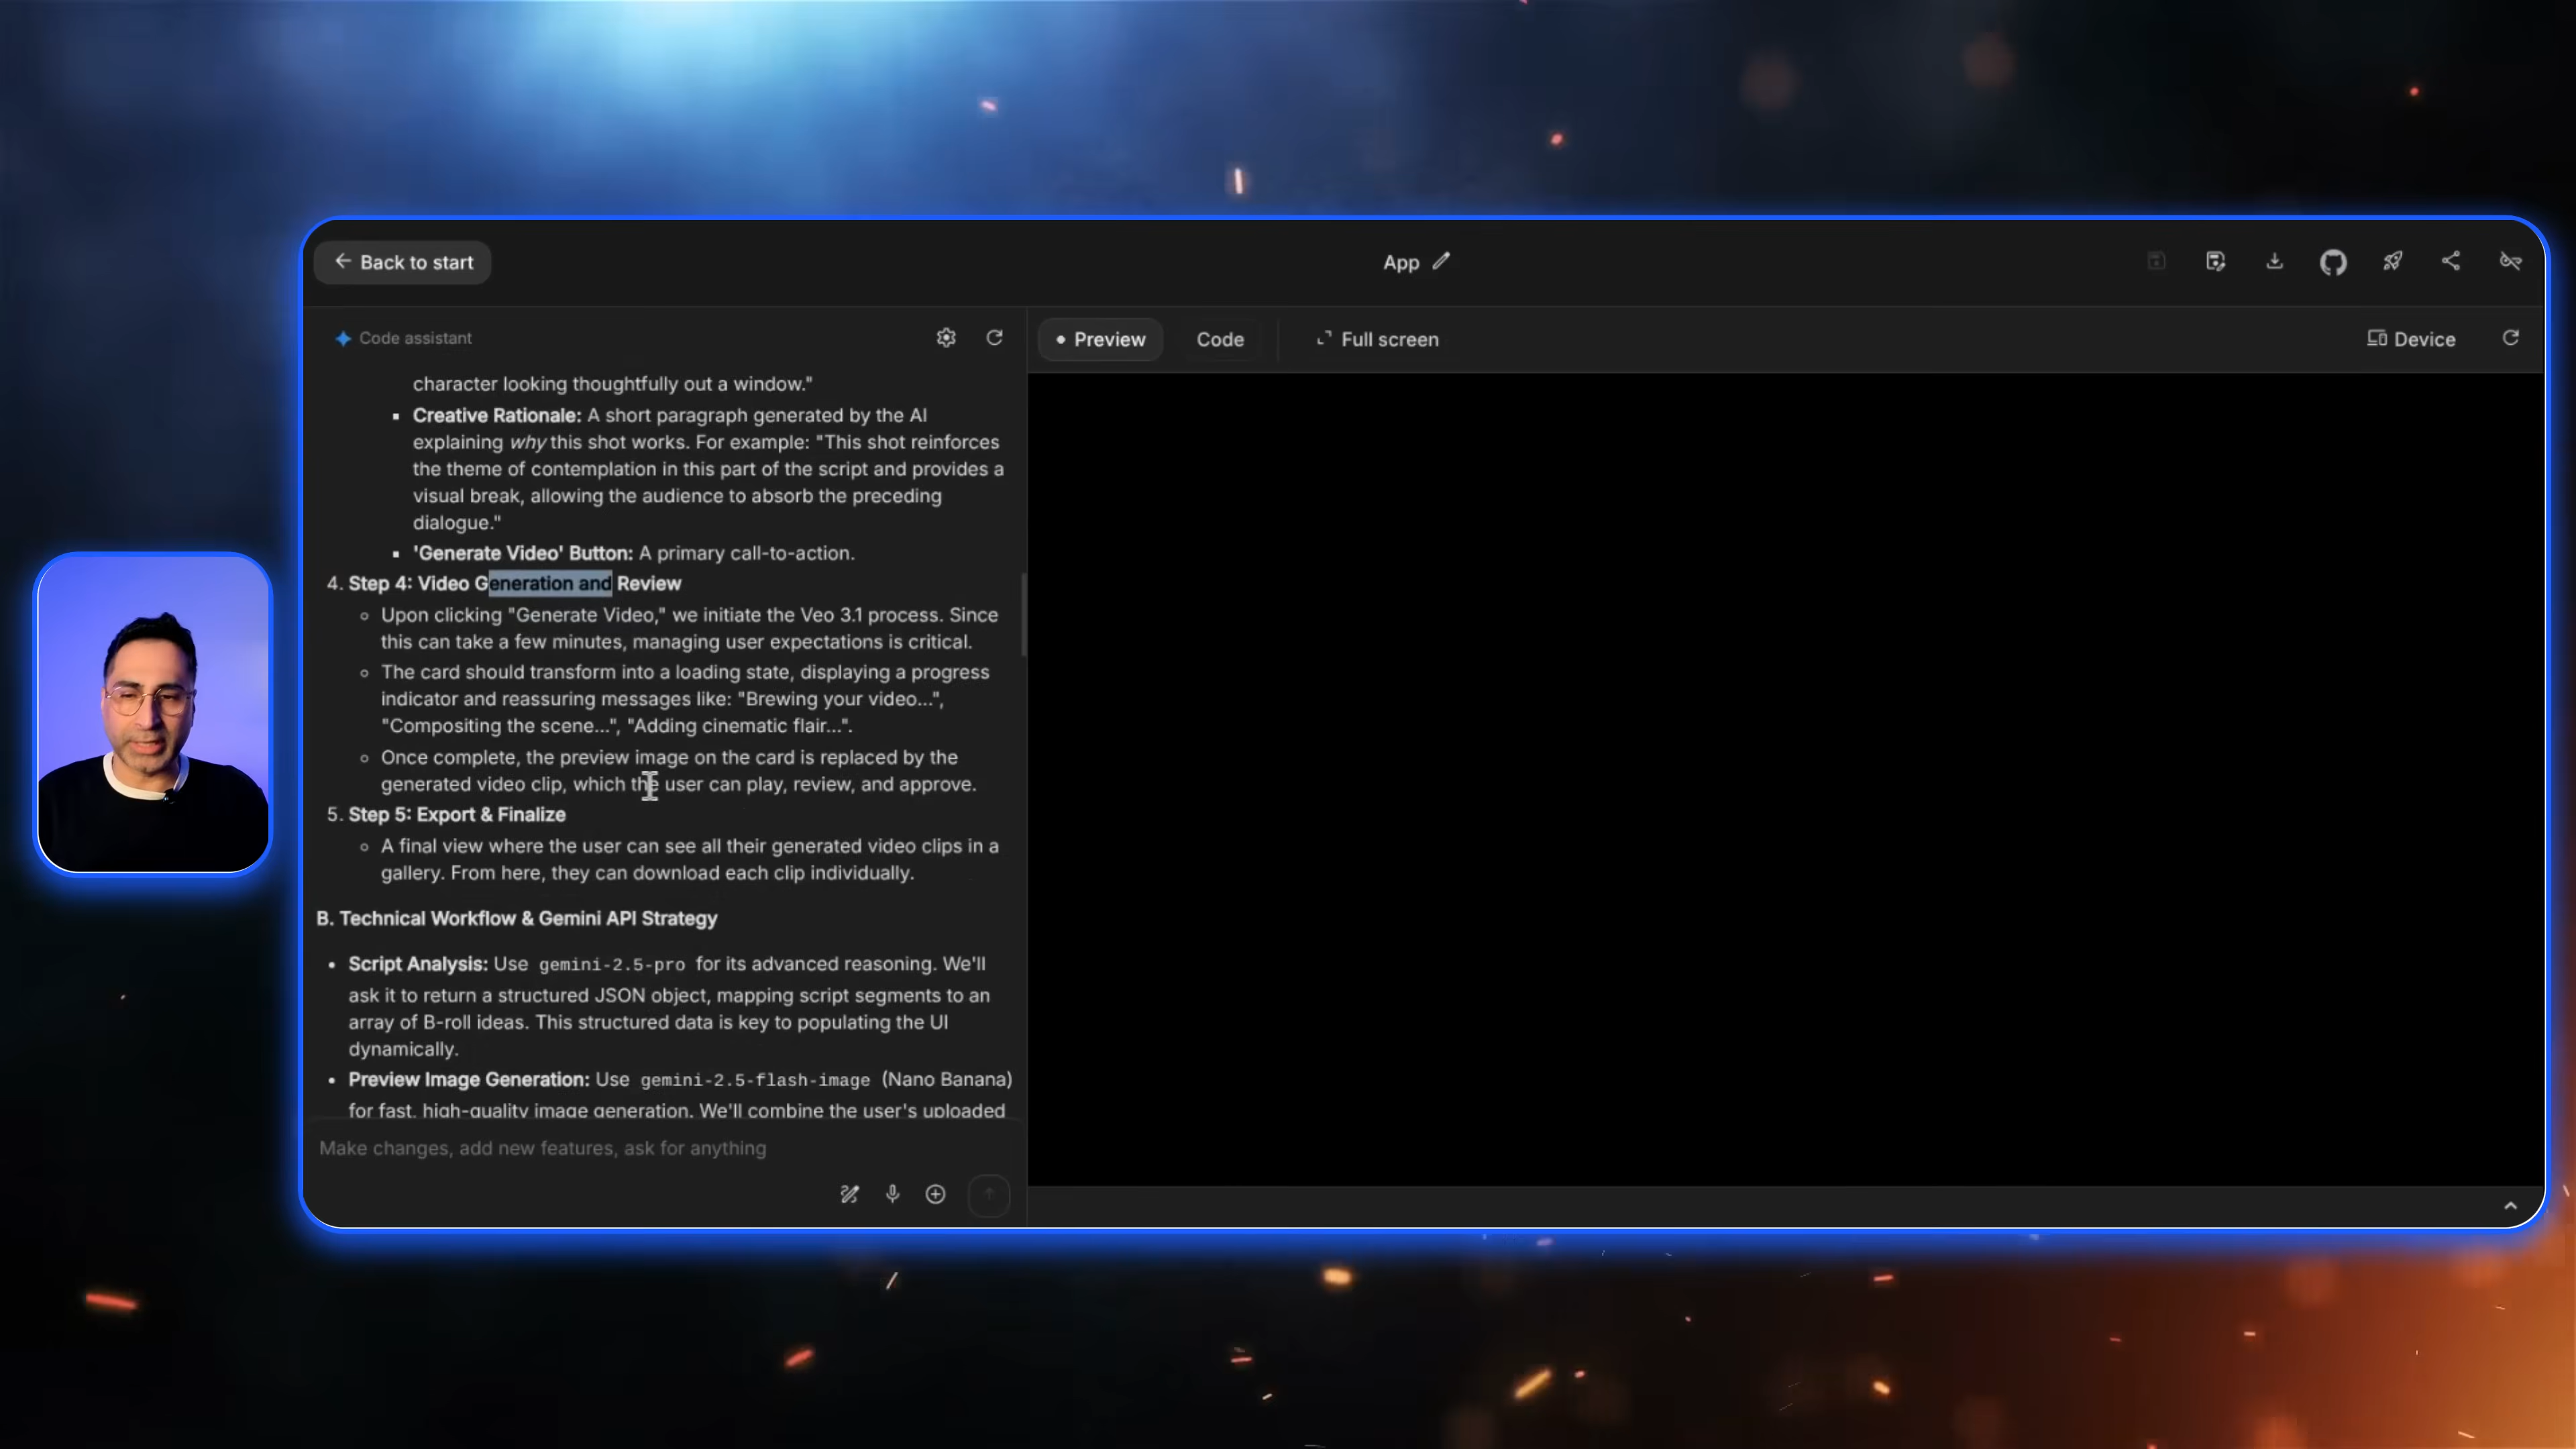 Back to start
App
Code assistant
Preview
Code
Full screen
Device
character looking thoughtfully out a window."
▪ Creative Rationale: A short paragraph generated by the AI
explaining why this shot works. For example: "This shot reinforces
the theme of contemplation in this part of the script and provides a
visual break, allowing the audience to absorb the preceding
dialogue."
▪ 'Generate Video' Button: A primary call-to-action.
4. Step 4: Video Generation and Review
○ Upon clicking "Generate Video," we initiate the Veo 3.1 process. Since
this can take a few minutes, managing user expectations is critical.
○ The card should transform into a loading state, displaying a progress
indicator and reassuring messages like: "Brewing your video...",
"Compositing the scene...", "Adding cinematic flair...".
○ Once complete, the preview image on the card is replaced by the
generated video clip, which the user can play, review, and approve.
5. Step 5: Export & Finalize
○ A final view where the user can see all their generated video clips in a
gallery. From here, they can download each clip individually.
B. Technical Workflow & Gemini API Strategy
• Script Analysis: Use gemini-2.5-pro for its advanced reasoning. We'll
ask it to return a structured JSON object, mapping script segments to an
array of B-roll ideas. This structured data is key to populating the UI
dynamically.
• Preview Image Generation: Use gemini-2.5-flash-image (Nano Banana)
for fast, high-quality image generation. We'll combine the user's uploaded
Make changes, add new features, ask for anything